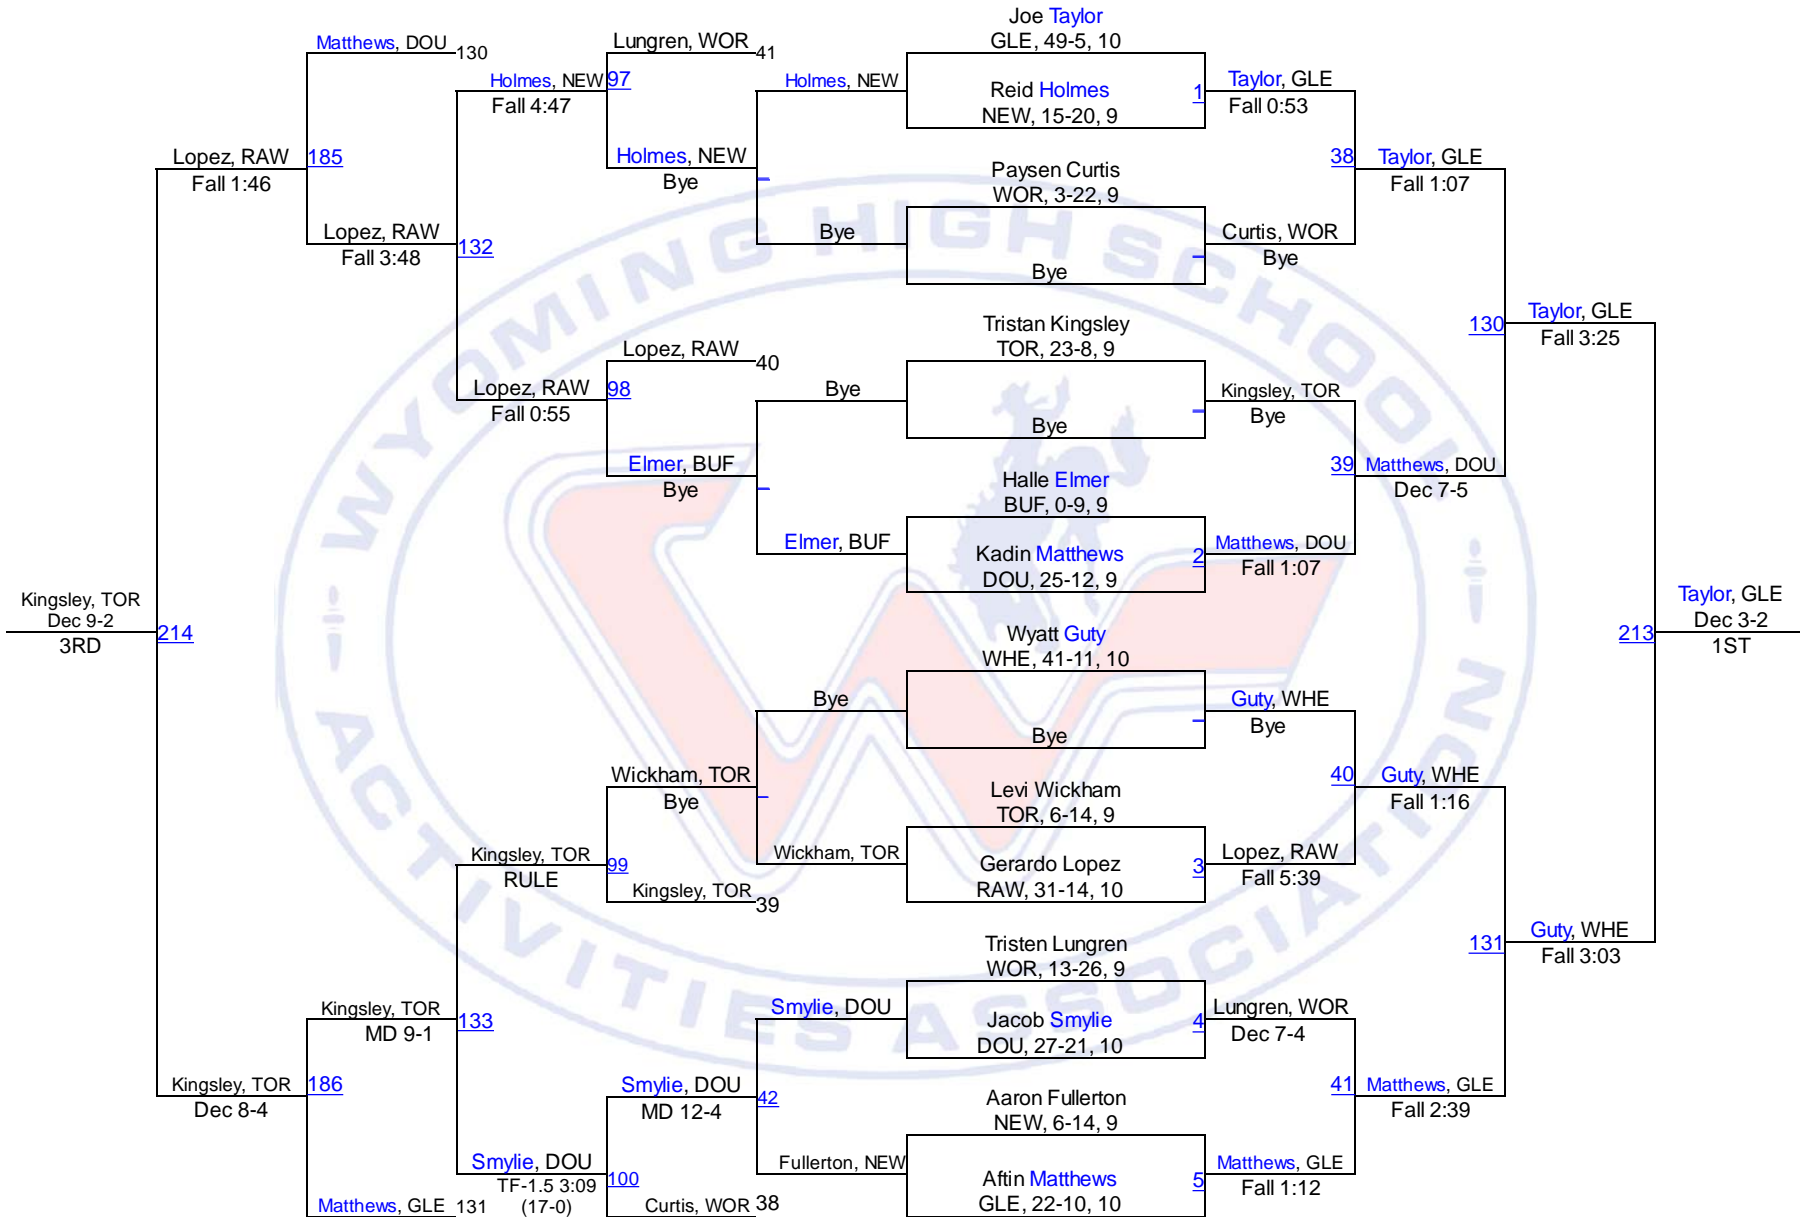 Joe Taylor
GLE, 49-5, 10
Reid Holmes
NEW, 15-20, 9
1
Paysen Curtis
WOR, 3-22, 9
Bye
Tristan Kingsley
TOR, 23-8, 9
Bye
Halle Elmer
BUF, 0-9, 9
Kadin Matthews
DOU, 25-12, 9
2
Wyatt Guty
WHE, 41-11, 10
Bye
Levi Wickham
TOR, 6-14, 9
Gerardo Lopez
RAW, 31-14, 10
3
Tristen Lungren
WOR, 13-26, 9
Jacob Smylie
DOU, 27-21, 10
4
Aaron Fullerton
NEW, 6-14, 9
Aftin Matthews
GLE, 22-10, 10
5
Taylor, GLE
Fall 0:53
38
Curtis, WOR
Bye
Kingsley, TOR
Bye
39
Matthews, DOU
Fall 1:07
Guty, WHE
Bye
40
Lopez, RAW
Fall 5:39
Lungren, WOR
Dec 7-4
41
Matthews, GLE
Fall 1:12
Taylor, GLE
Fall 1:07
130
Matthews, DOU
Dec 7-5
Guty, WHE
Fall 1:16
131
Matthews, GLE
Fall 2:39
Taylor, GLE
Fall 3:25
213
Guty, WHE
Fall 3:03
Taylor, GLE
Dec 3-2
1ST
Holmes, NEW
Bye
Bye
Elmer, BUF
Bye
Wickham, TOR
Smylie, DOU
42
Fullerton, NEW
Lungren, WOR
41
97
Holmes, NEW
Bye
Lopez, RAW
40
98
Elmer, BUF
Bye
Wickham, TOR
Bye
99
Kingsley, TOR
39
Smylie, DOU
MD 12-4
100
Curtis, WOR
38
Holmes, NEW
Fall 4:47
132
Lopez, RAW
Fall 0:55
Kingsley, TOR
RULE
133
Smylie, DOU
TF-1.5 3:09
(17-0)
Matthews, DOU
130
185
Lopez, RAW
Fall 3:48
Kingsley, TOR
MD 9-1
186
Matthews, GLE
131
Lopez, RAW
Fall 1:46
214
Kingsley, TOR
Dec 8-4
Kingsley, TOR
Dec 9-2
3RD
WYOMING HIGH SCHOOL
ACTIVITIES ASSOCIATION